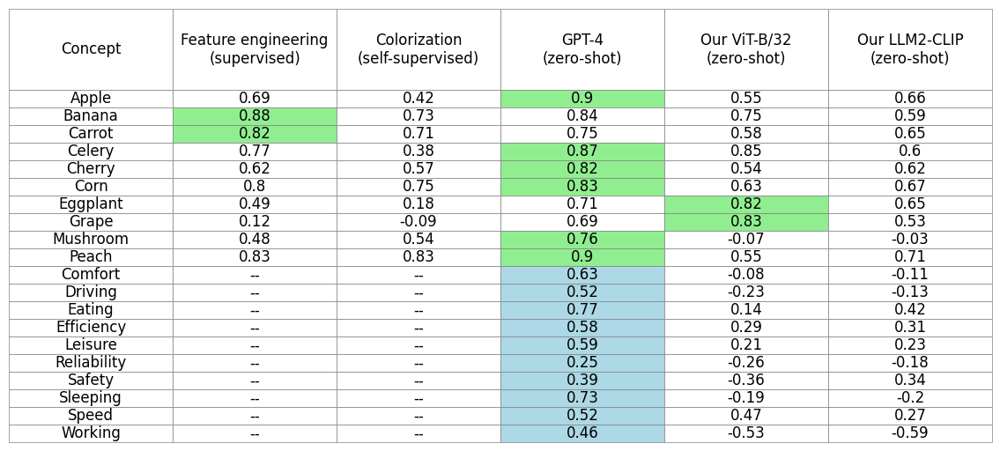 Concept | Feature engineering (supervised) | Colorization (self-supervised) | GPT-4 (zero-shot) | Our ViT-B/32 (zero-shot) | Our LLM2-CLIP (zero-shot)
Apple | 0.69 | 0.42 | 0.9 | 0.55 | 0.66
Banana | 0.88 | 0.73 | 0.84 | 0.75 | 0.59
Carrot | 0.82 | 0.71 | 0.75 | 0.58 | 0.65
Celery | 0.77 | 0.38 | 0.87 | 0.85 | 0.6
Cherry | 0.62 | 0.57 | 0.82 | 0.54 | 0.62
Corn | 0.8 | 0.75 | 0.83 | 0.63 | 0.67
Eggplant | 0.49 | 0.18 | 0.71 | 0.82 | 0.65
Grape | 0.12 | -0.09 | 0.69 | 0.83 | 0.53
Mushroom | 0.48 | 0.54 | 0.76 | -0.07 | -0.03
Peach | 0.83 | 0.83 | 0.9 | 0.55 | 0.71
Comfort | -- | -- | 0.63 | -0.08 | -0.11
Driving | -- | -- | 0.52 | -0.23 | -0.13
Eating | -- | -- | 0.77 | 0.14 | 0.42
Efficiency | -- | -- | 0.58 | 0.29 | 0.31
Leisure | -- | -- | 0.59 | 0.21 | 0.23
Reliability | -- | -- | 0.25 | -0.26 | -0.18
Safety | -- | -- | 0.39 | -0.36 | 0.34
Sleeping | -- | -- | 0.73 | -0.19 | -0.2
Speed | -- | -- | 0.52 | 0.47 | 0.27
Working | -- | -- | 0.46 | -0.53 | -0.59